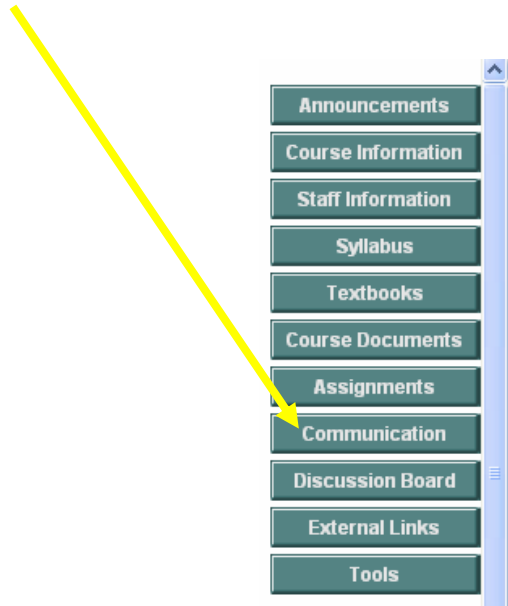 Announcements
Course Information
Staff Information
Syllabus
Textbooks
Course Documents
Assignments
Communication
Discussion Board
External Links
Tools